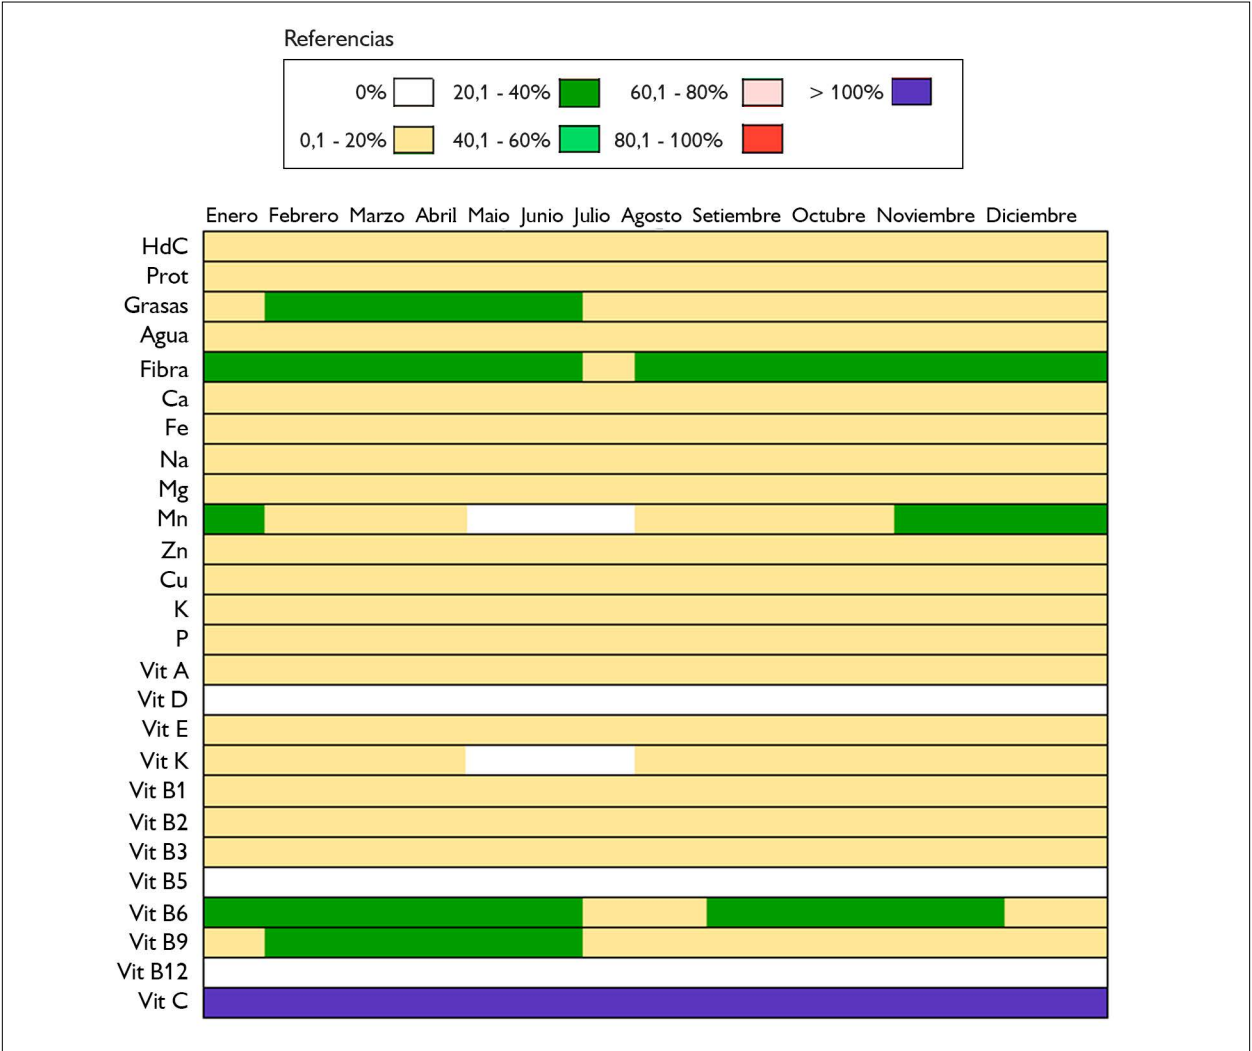 Referencias
0% 20,1 - 40% 60,1 - 80% > 100%
0,1 - 20% 40,1 - 60% 80,1 - 100%
Enero Febrero Marzo Abril Maio Junio Julio Agosto Setiembre Octubre Noviembre Diciembre
HdC
Prot
Grasas
Agua
Fibra
Ca
Fe
Na
Mg
Mn
Zn
Cu
K
P
Vit A
Vit D
Vit E
Vit K
Vit B1
Vit B2
Vit B3
Vit B5
Vit B6
Vit B9
Vit B12
Vit C